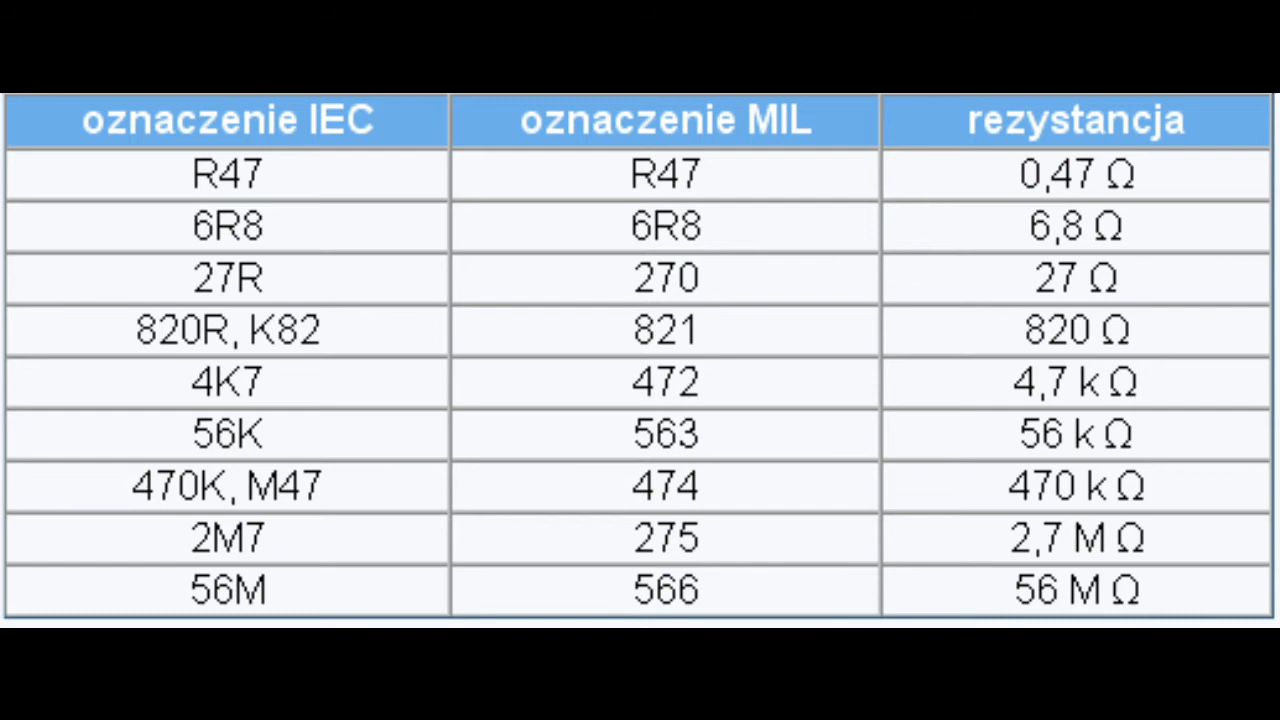 oznaczenie IEC oznaczenie MIL rezystancja
R47 R47 0,47 Ω
6R8 6R8 6,8 Ω
27R 270 27 Ω
820R, K82 821 820 Ω
4K7 472 4,7 k Ω
56K 563 56 k Ω
470K, M47 474 470 k Ω
2M7 275 2,7 M Ω
56M 566 56 M Ω